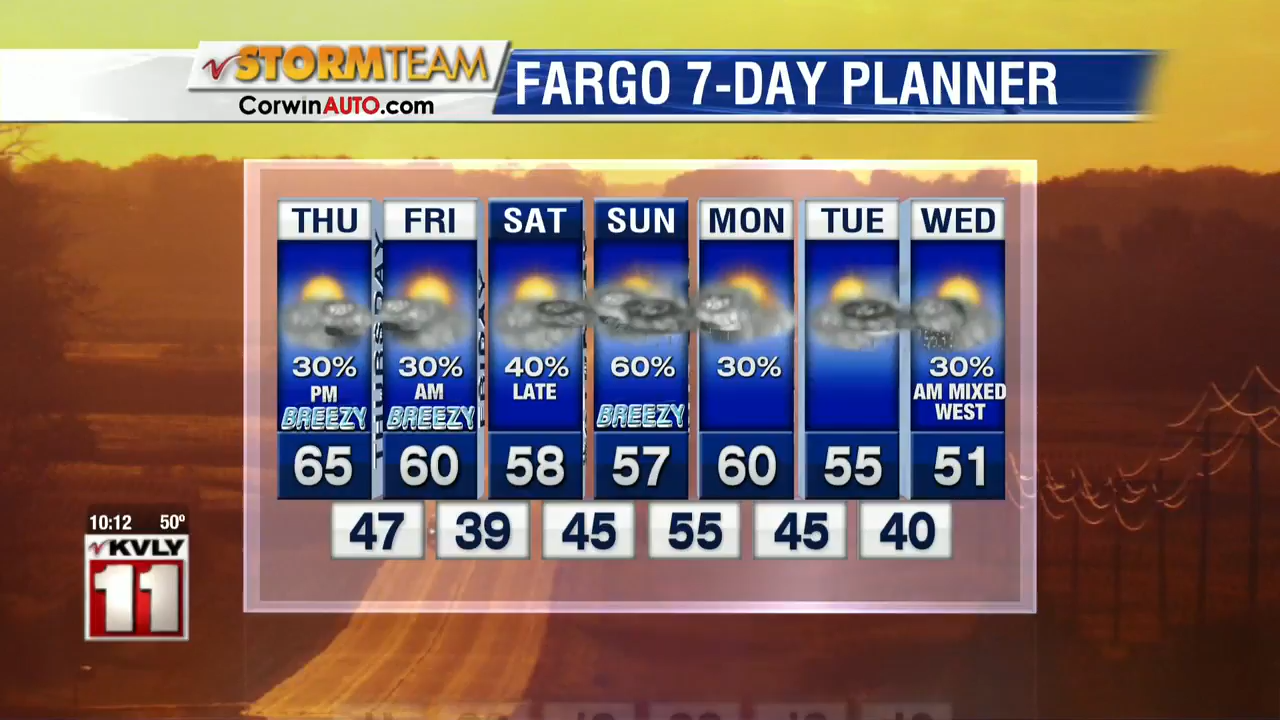 STORMTEAM
CorwinAUTO.com
FARGO 7-DAY PLANNER
THU FRI SAT SUN MON TUE WED
30% 30% 40% 60% 30% 30%
PM AM LATE AM MIXED
BREEZY BREEZY BREEZY WEST
65 60 58 57 60 55 51
47 39 45 55 45 40
THURSDAY
FRIDAY
10:12 50º
KVLY
11